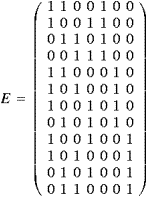 1 1 0 0 1 0 0
1 0 0 1 1 0 0
0 1 1 0 1 0 0
0 0 1 1 1 0 0
1 1 0 0 0 1 0
1 0 1 0 0 1 0
E = 1 0 0 1 0 1 0
0 1 0 1 0 1 0
1 0 0 1 0 0 1
1 0 1 0 0 0 1
0 1 0 1 0 0 1
0 1 1 0 0 0 1